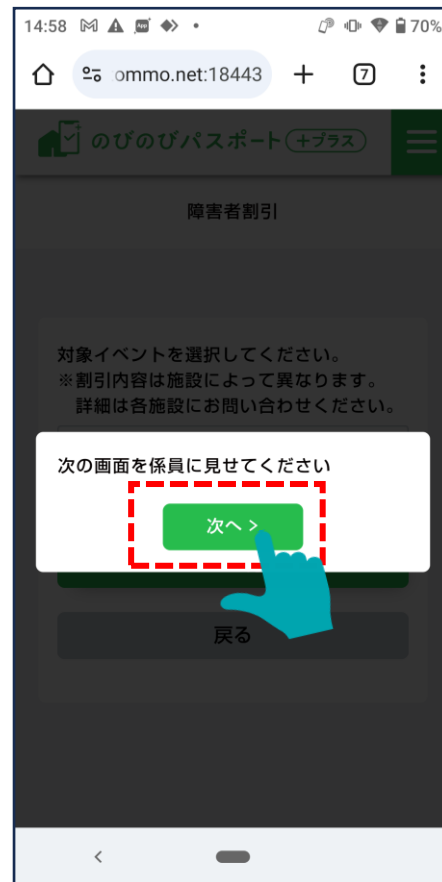 14:58
70%
ommo.net:18443
7
のびのびパスポート
+プラス
障害者割引
対象イベントを選択してください。
※割引内容は施設によって異なります。
詳細は各施設にお問い合わせください。
次の画面を係員に見せてください
次へ >
戻る